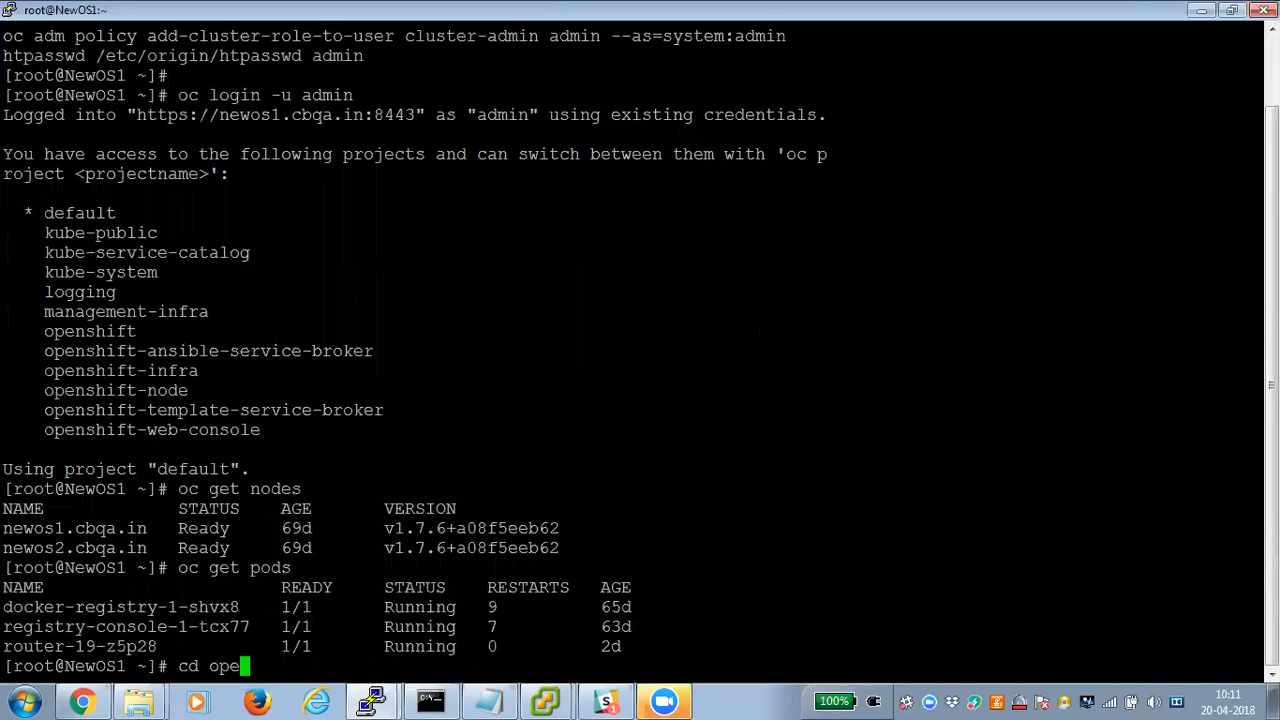 root@NewOS1:~
oc adm policy add-cluster-role-to-user cluster-admin admin --as=system:admin
htpasswd /etc/origin/htpasswd admin
[root@NewOS1 ~]#
[root@NewOS1 ~]# oc login -u admin
Logged into "https://newos1.cbqa.in:8443" as "admin" using existing credentials.
You have access to the following projects and can switch between them with 'oc p
roject <projectname>':
* default
kube-public
kube-service-catalog
kube-system
logging
management-infra
openshift
openshift-ansible-service-broker
openshift-infra
openshift-node
openshift-template-service-broker
openshift-web-console
Using project "default".
[root@NewOS1 ~]# oc get nodes
NAME STATUS AGE VERSION
newos1.cbqa.in Ready 69d v1.7.6+a08f5eeb62
newos2.cbqa.in Ready 69d v1.7.6+a08f5eeb62
[root@NewOS1 ~]# oc get pods
NAME READY STATUS RESTARTS AGE
docker-registry-1-shvx8 1/1 Running 9 65d
registry-console-1-tcx77 1/1 Running 7 63d
router-19-z5p28 1/1 Running 0 2d
[root@NewOS1 ~]# cd ope
100%
10:11
20-04-2018